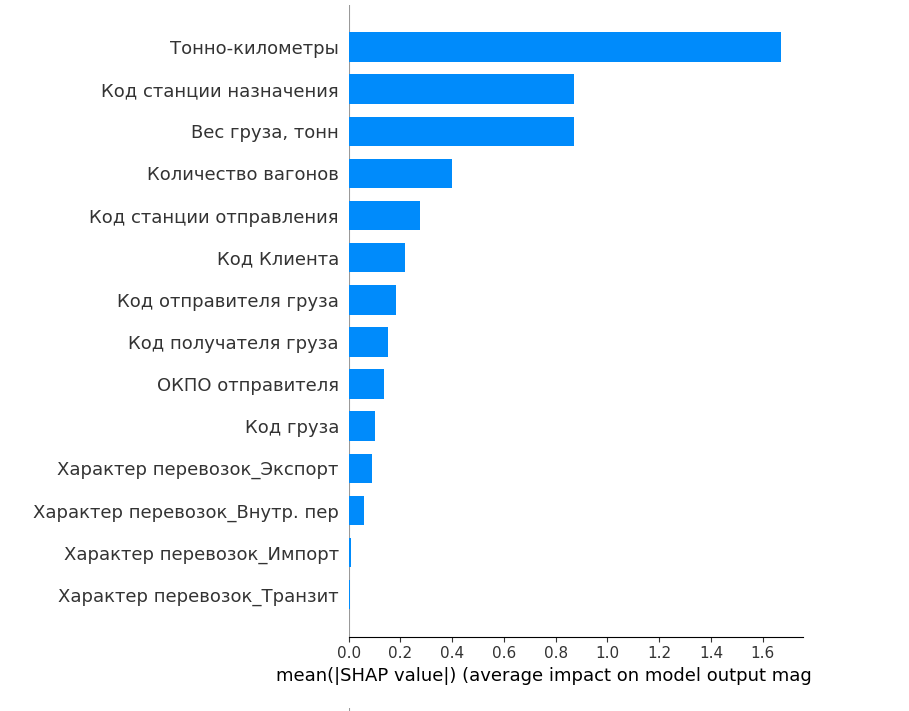 Тонно-километры
Код станции назначения
Вес груза, тонн
Количество вагонов
Код станции отправления
Код Клиента
Код отправителя груза
Код получателя груза
ОКПО отправителя
Код груза
Характер перевозок_Экспорт
Характер перевозок_Внутр. пер
Характер перевозок_Импорт
Характер перевозок_Транзит
0.0 0.2 0.4 0.6 0.8 1.0 1.2 1.4 1.6
mean(|SHAP value|) (average impact on model output mag